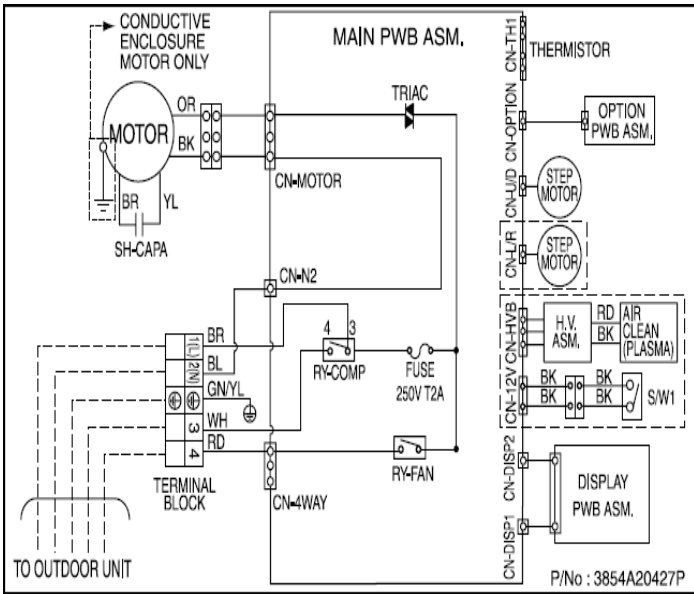 CONDUCTIVE
ENCLOSURE
MOTOR ONLY
MAIN PWB ASM.
CN-TH1
THERMISTOR
TRIAC
OR
MOTOR
BK
CN-MOTOR
BR
YL
SH-CAPA
CN-OPTION
OPTION
PWB ASM.
CN-U/D
STEP
MOTOR
CN-L/R
STEP
MOTOR
CN-N2
CN-HVB
H.V.
ASM.
RD
BK
AIR
CLEAN
(PLASMA)
1(L)
BR
4 3
RY-COMP
FUSE
250V T2A
2(N)
BL
GN/YL
CN-12V
BK
BK
BK
BK
S/W1
3
WH
4
RD
RY-FAN
TERMINAL
BLOCK
CN-4WAY
CN-DISP2
DISPLAY
PWB ASM.
CN-DISP1
TO OUTDOOR UNIT
P/No : 3854A20427P